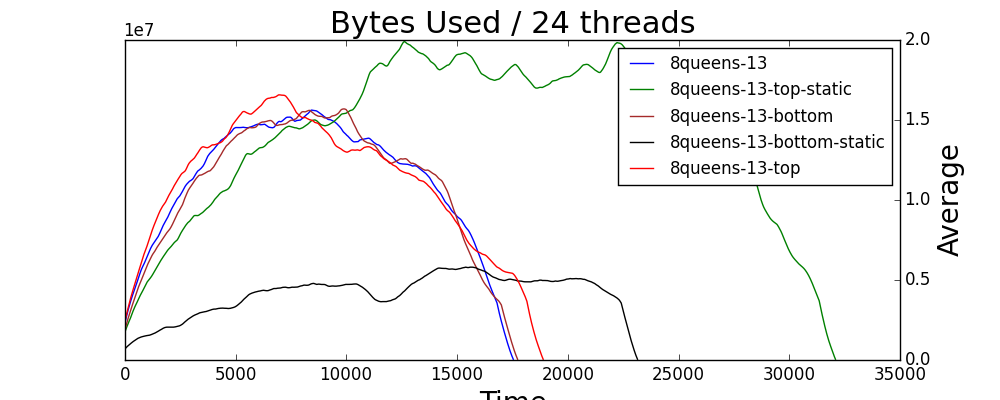 Bytes Used / 24 threads
1e7
2.0
1.5
1.0
0.5
0.0
Average
8queens-13
8queens-13-top-static
8queens-13-bottom
8queens-13-bottom-static
8queens-13-top
0 5000 10000 15000 20000 25000 30000 35000
Time